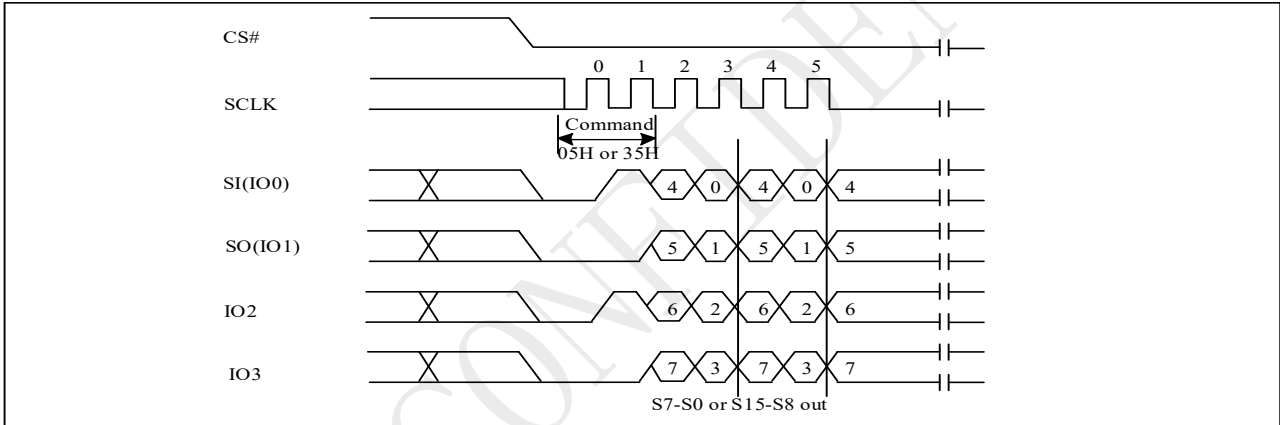 CS#
0 1 2 3 4 5
SCLK
Command
05H or 35H
SI(IO0) 4 0 4 0 4
SO(IO1) 5 1 5 1 5
IO2 6 2 6 2 6
IO3 7 3 7 3 7
S7-S0 or S15-S8 out
CONFIDE